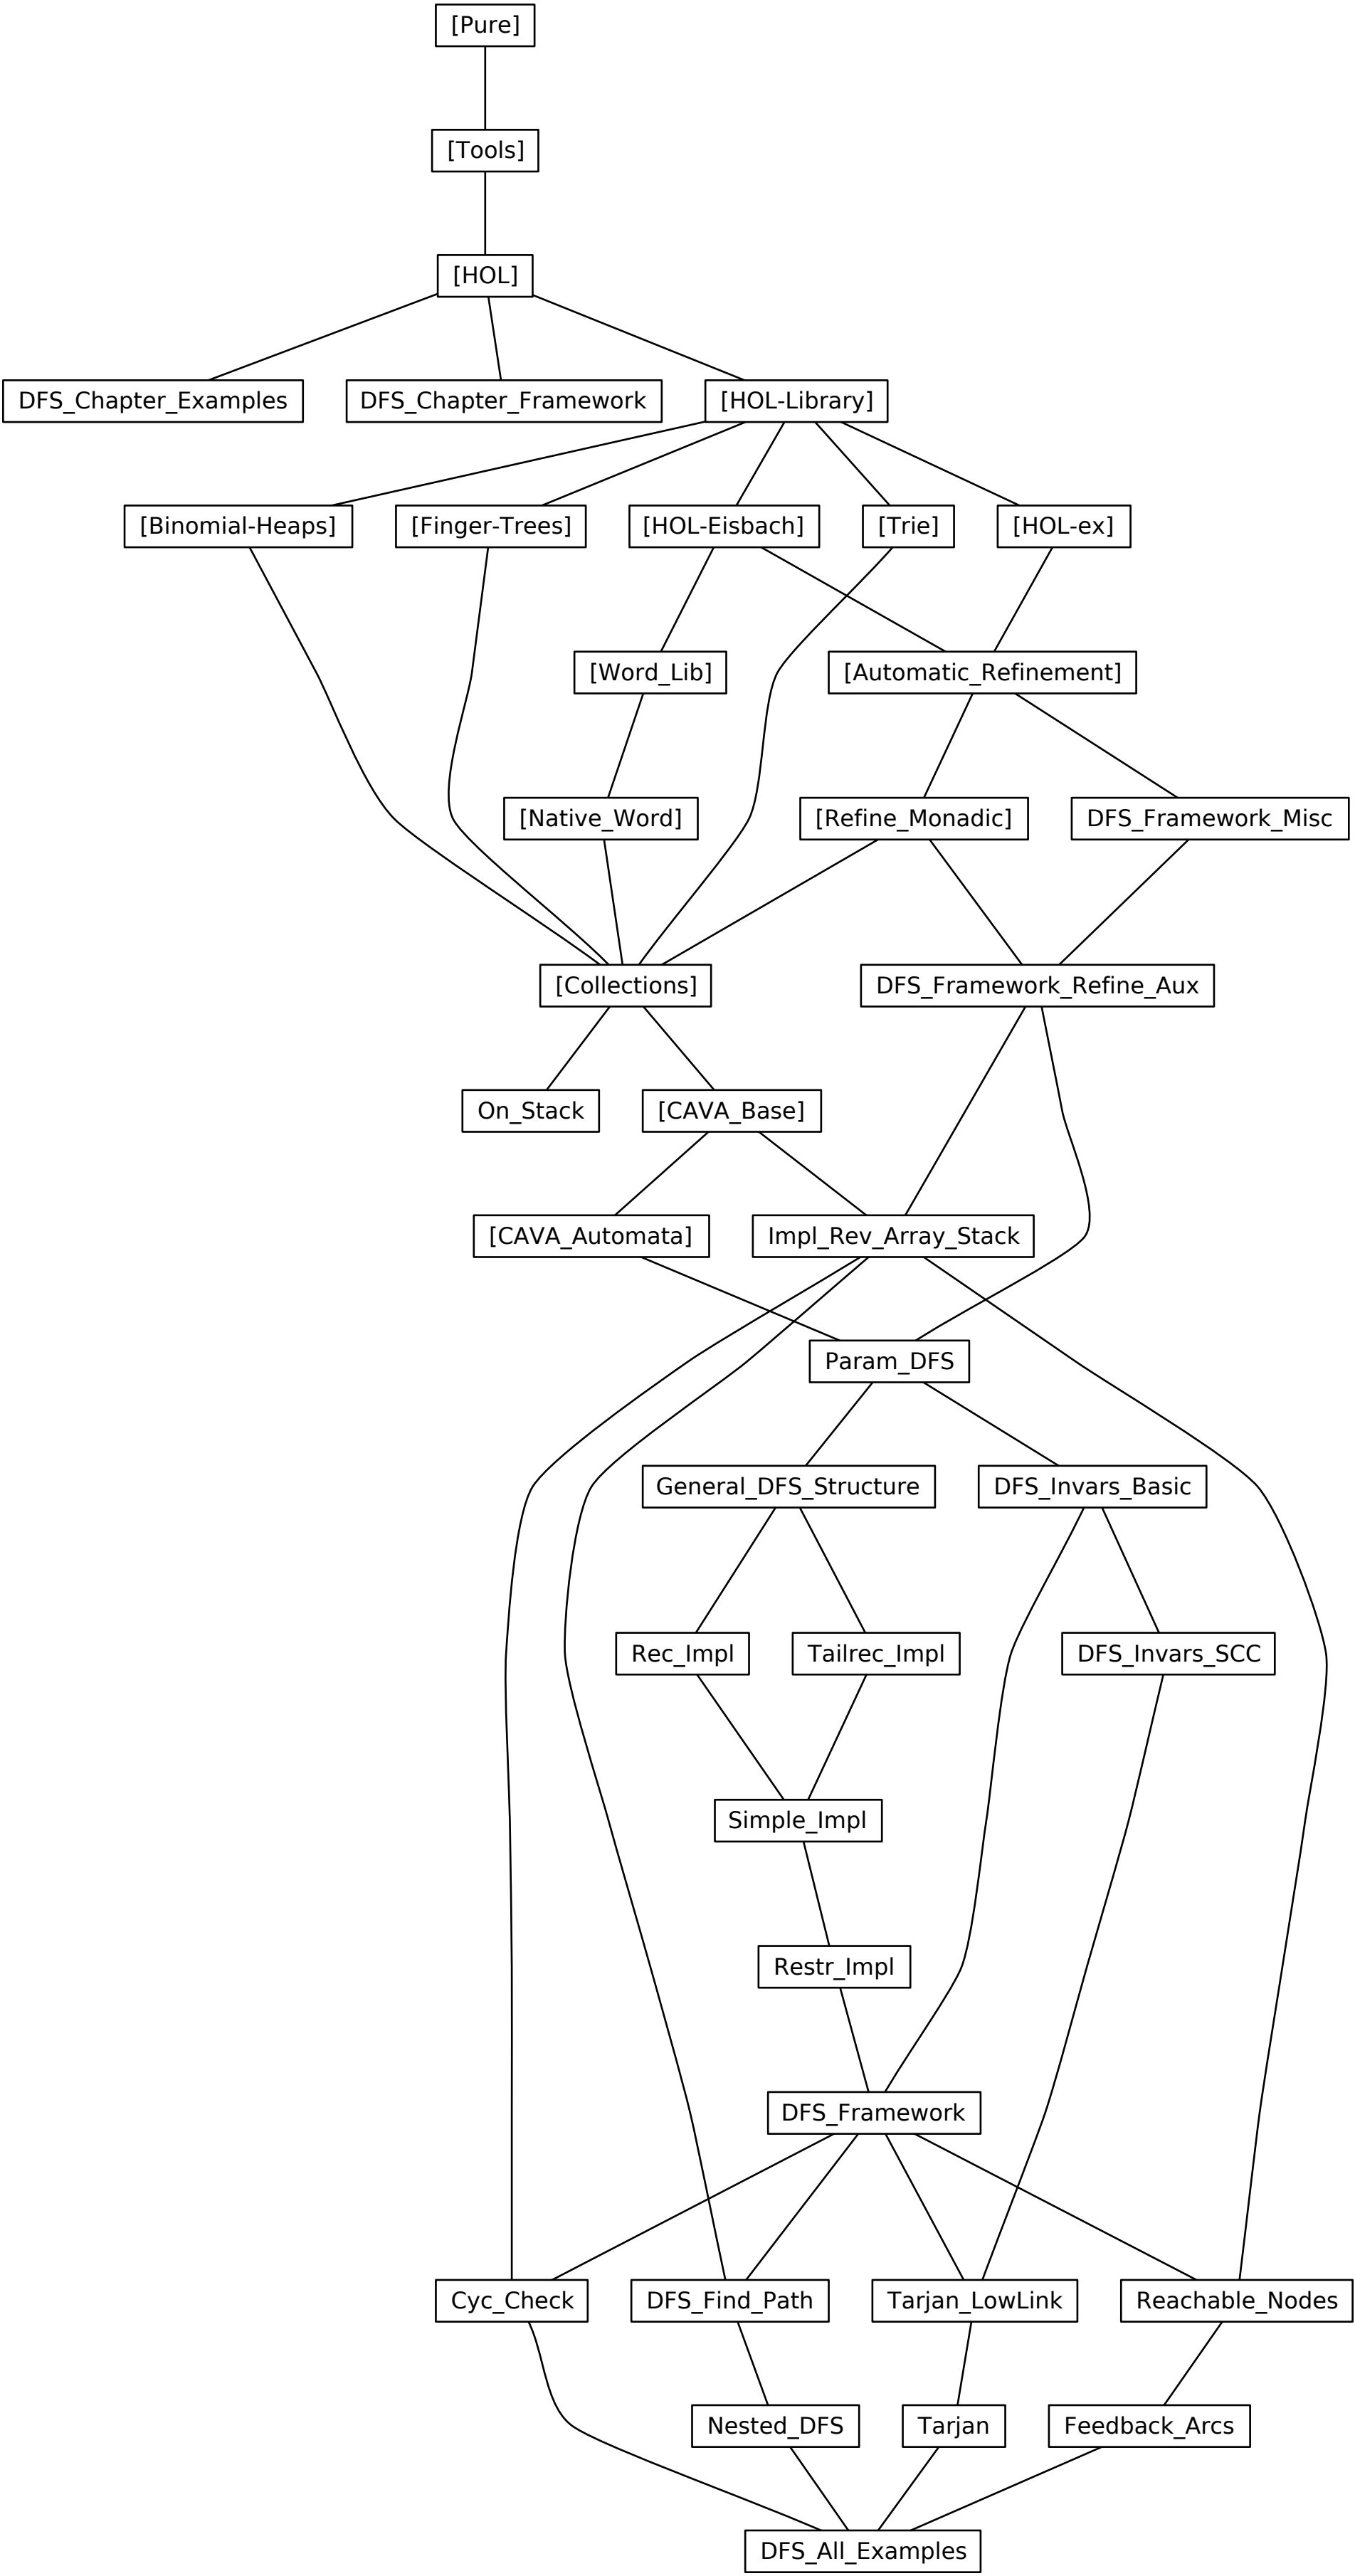 [Pure]
[Tools]
[HOL]
DFS_Chapter_Examples
DFS_Chapter_Framework
[HOL-Library]
[Binomial-Heaps]
[Finger-Trees]
[HOL-Eisbach]
[Trie]
[HOL-ex]
[Word_Lib]
[Automatic_Refinement]
[Native_Word]
[Refine_Monadic]
DFS_Framework_Misc
[Collections]
DFS_Framework_Refine_Aux
On_Stack
[CAVA_Base]
[CAVA_Automata]
Impl_Rev_Array_Stack
Param_DFS
General_DFS_Structure
DFS_Invars_Basic
Rec_Impl
Tailrec_Impl
DFS_Invars_SCC
Simple_Impl
Restr_Impl
DFS_Framework
Cyc_Check
DFS_Find_Path
Tarjan_LowLink
Reachable_Nodes
Nested_DFS
Tarjan
Feedback_Arcs
DFS_All_Examples